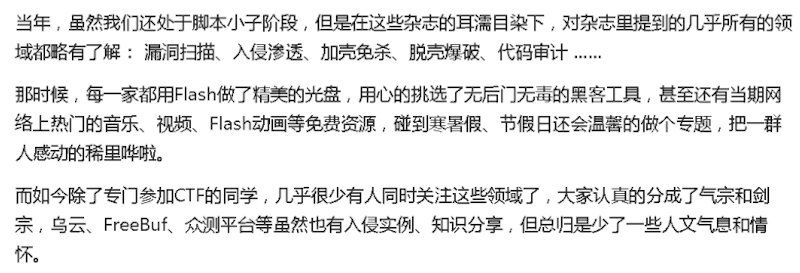 当年，虽然我们还处于脚本小子阶段，但是在这些杂志的耳濡目染下，对杂志里提到的几乎所有的领
域都略有了解： 漏洞扫描、入侵渗透、加壳免杀、脱壳爆破、代码审计 ……
那时候，每一家都用Flash做了精美的光盘，用心的挑选了无后门无毒的黑客工具，甚至还有当期网
络上热门的音乐、视频、Flash动画等免费资源，碰到寒暑假、节假日还会温馨的做个专题，把一群
人感动的稀里哗啦。
而如今除了专门参加CTF的同学，几乎很少有人同时关注这些领域了，大家认真的分成了气宗和剑
宗，乌云、FreeBuf、众测平台等虽然也有入侵实例、知识分享，但总归是少了一些人文气息和情
怀。